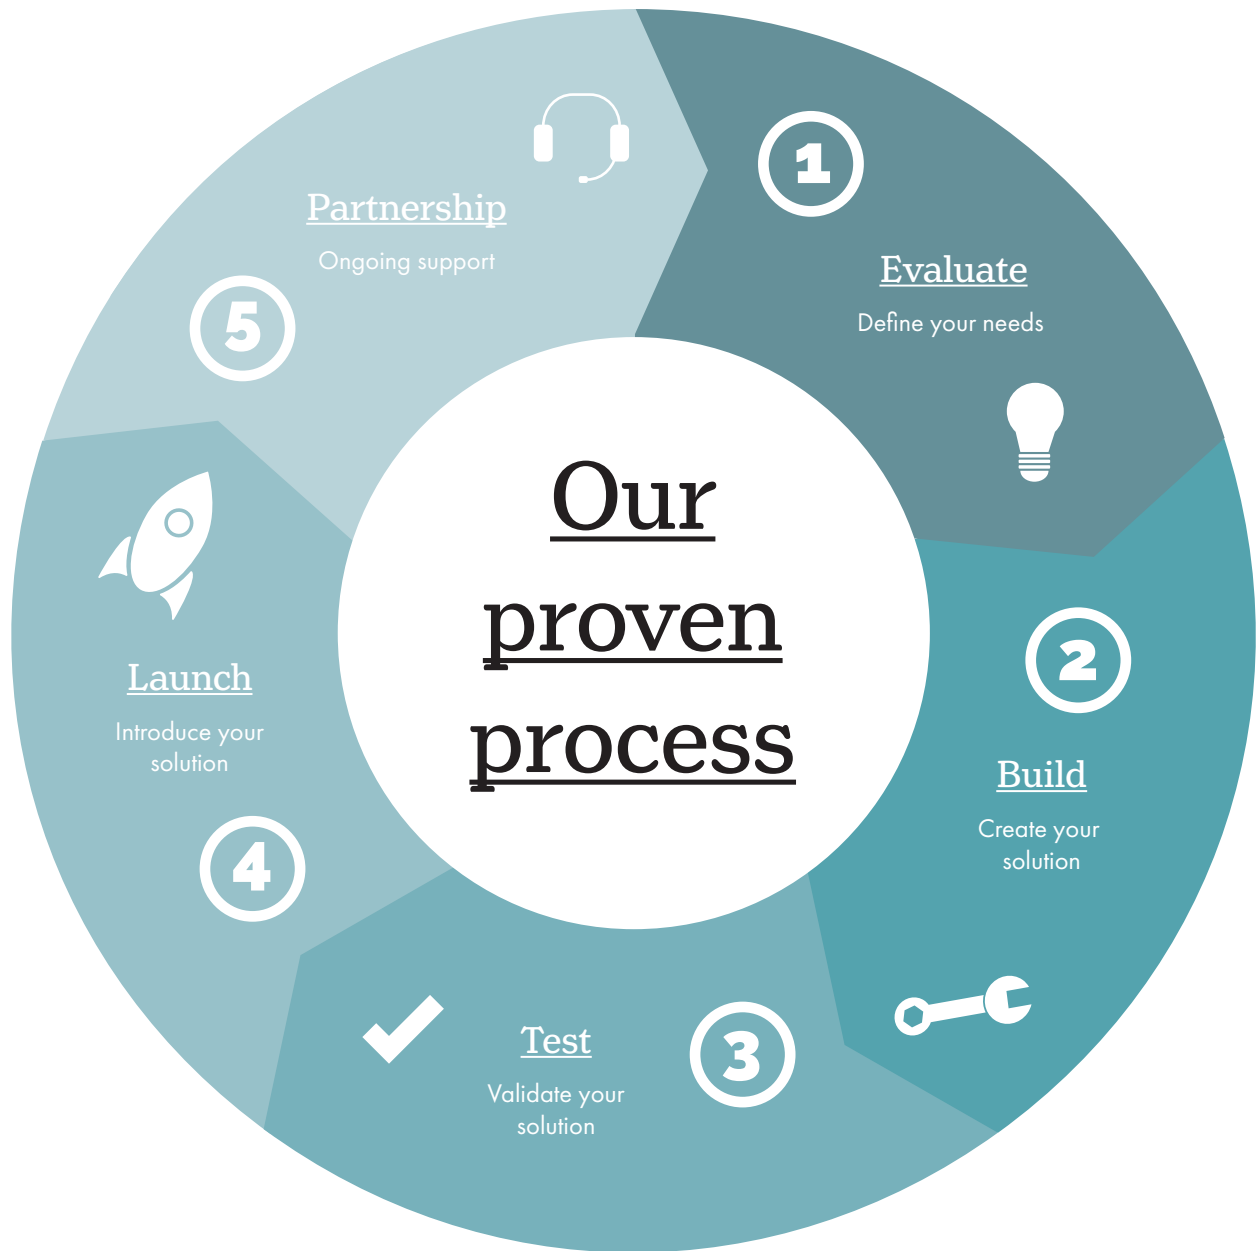 Our
proven
process
1
Evaluate
Define your needs
2
Build
Create your
solution
3
Test
Validate your
solution
4
Launch
Introduce your
solution
5
Partnership
Ongoing support